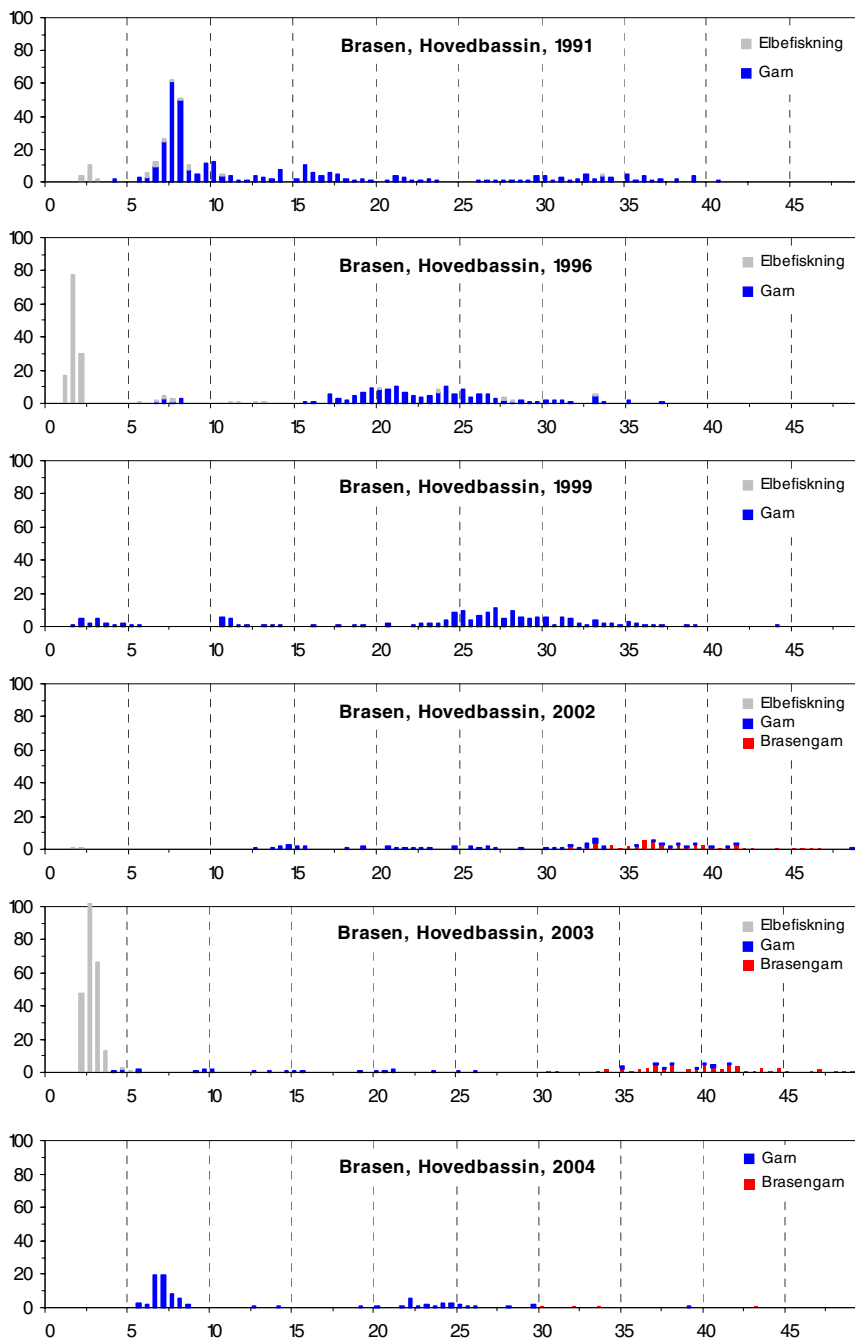 100
80
60
40
20
0
Brasen, Hovedbassin, 1991
Elbefiskning
Garn
0 5 10 15 20 25 30 35 40 45
100
80
60
40
20
0
Brasen, Hovedbassin, 1996
Elbefiskning
Garn
0 5 10 15 20 25 30 35 40 45
100
80
60
40
20
0
Brasen, Hovedbassin, 1999
Elbefiskning
Garn
0 5 10 15 20 25 30 35 40 45
100
80
60
40
20
0
Brasen, Hovedbassin, 2002
Elbefiskning
Garn
Brasengarn
0 5 10 15 20 25 30 35 40 45
100
80
60
40
20
0
Brasen, Hovedbassin, 2003
Elbefiskning
Garn
Brasengarn
0 5 10 15 20 25 30 35 40 45
100
80
60
40
20
0
Brasen, Hovedbassin, 2004
Garn
Brasengarn
0 5 10 15 20 25 30 35 40 45